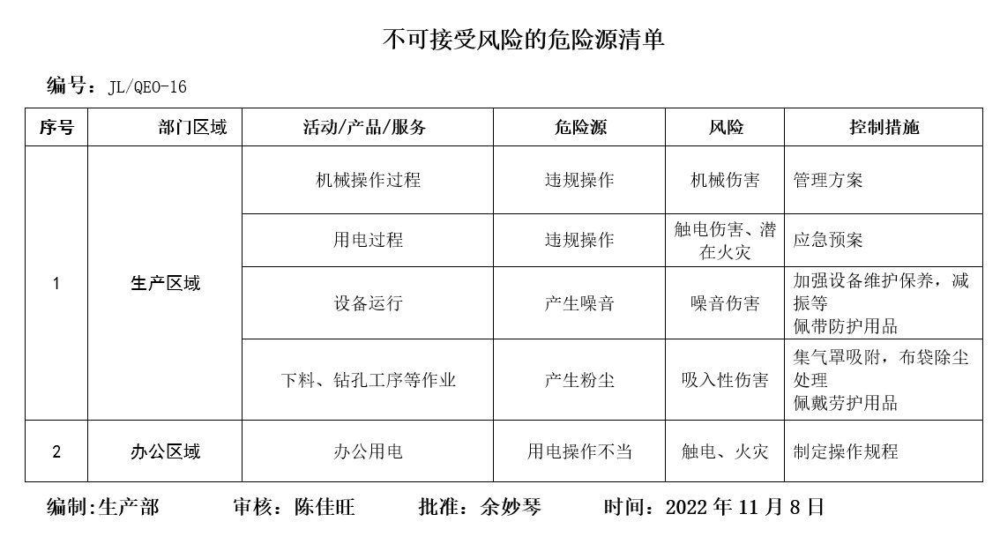 不可接受风险的危险源清单
编号：JL/QEO-16
序号 部门区域 活动/产品/服务 危险源 风险 控制措施
1 生产区域 机械操作过程 违规操作 机械伤害 管理方案
用电过程 违规操作 触电伤害、潜
在火灾 应急预案
设备运行 产生噪音 噪音伤害 加强设备维护保养，减
振等
佩带防护用品
下料、钻孔工序等作业 产生粉尘 吸入性伤害 集气罩吸附，布袋除尘
处理
佩戴劳护用品
2 办公区域 办公用电 用电操作不当 触电、火灾 制定操作规程
编制:生产部 审核：陈佳旺 批准：余妙琴 时间：2022年11月8日